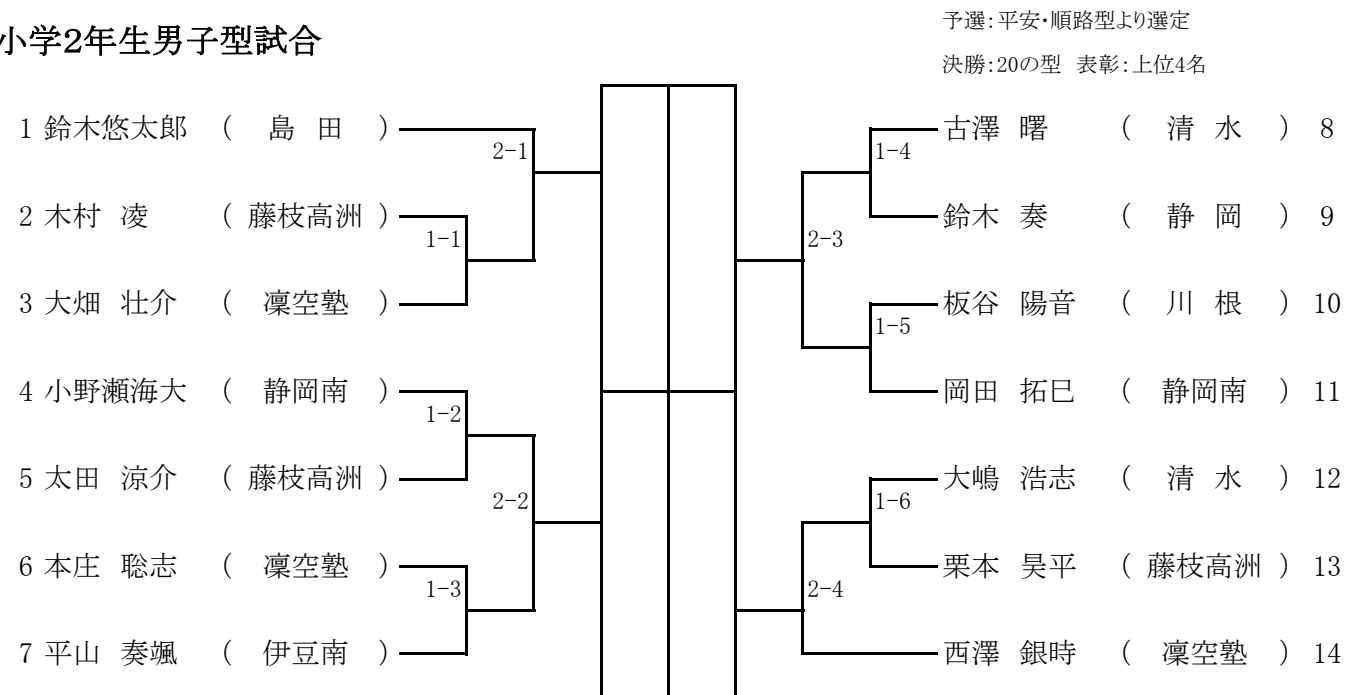 予選：平安・順路型より選定
小学2年生男子型試合
決勝：20の型 表彰：上位4名
1 鈴木悠太郎 （ 島 田 ）
2-1
2 木村 凌 （ 藤枝高洲 ）
1-1
3 大畑 壮介 （ 凜空塾 ）
4 小野瀬海大 （ 静岡南 ）
1-2
5 太田 涼介 （ 藤枝高洲 ）
2-2
6 本庄 聡志 （ 凜空塾 ）
1-3
7 平山 奏颯 （ 伊豆南 ）
古澤 曙 （ 清 水 ） 8
1-4
鈴木 奏 （ 静 岡 ） 9
2-3
板谷 陽音 （ 川 根 ） 10
1-5
岡田 拓巳 （ 静岡南 ） 11
大嶋 浩志 （ 清 水 ） 12
1-6
栗本 昊平 （ 藤枝高洲 ） 13
2-4
西澤 銀時 （ 凜空塾 ） 14